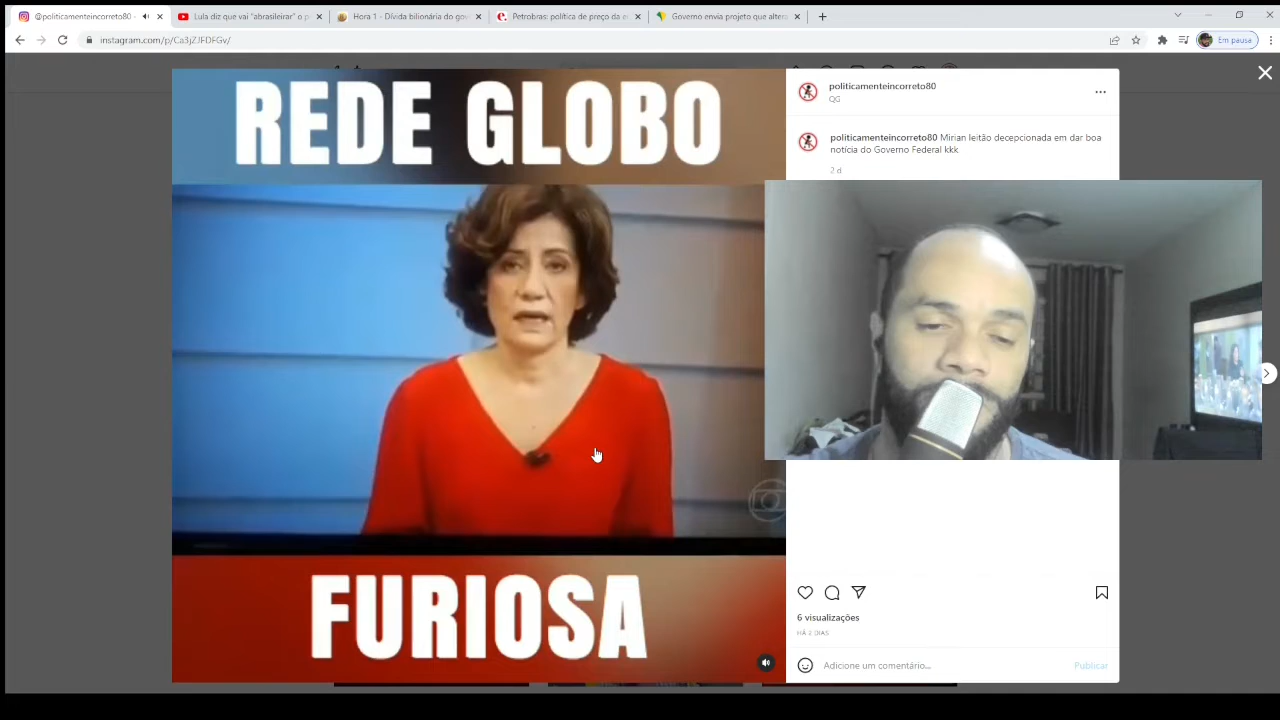 @politicamenteincorreto80 -
Lula diz que vai "abrasileirar" o p
Hora 1 - Dívida bilionária do gov
Petrobras: política de preço da e
Governo envia projeto que altera
instagram.com/p/Ca3jZJFDFGv/
Em pausa
REDE GLOBO
FURIOSA
politicamenteincorreto80
QG
politicamenteincorreto80 Mirian leitão decepcionada em dar boa
notícia do Governo Federal kkk
2 d
6 visualizações
HÁ 2 DIAS
Adicione um comentário...
Publicar